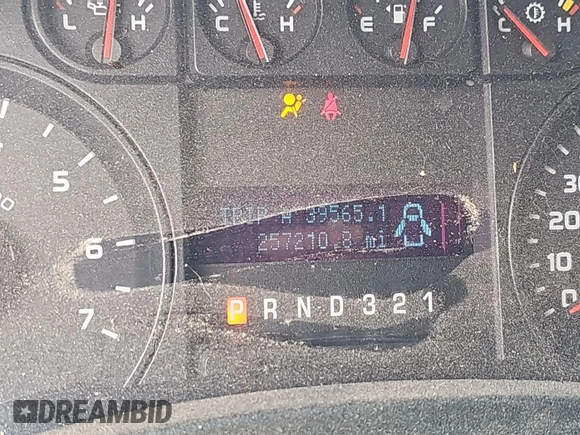 L H C H E F C H
5
6
7
30
20
10
0
TRIP A 39565.1
257210.8 mi
P R N D 3 2 1
DREAMBID